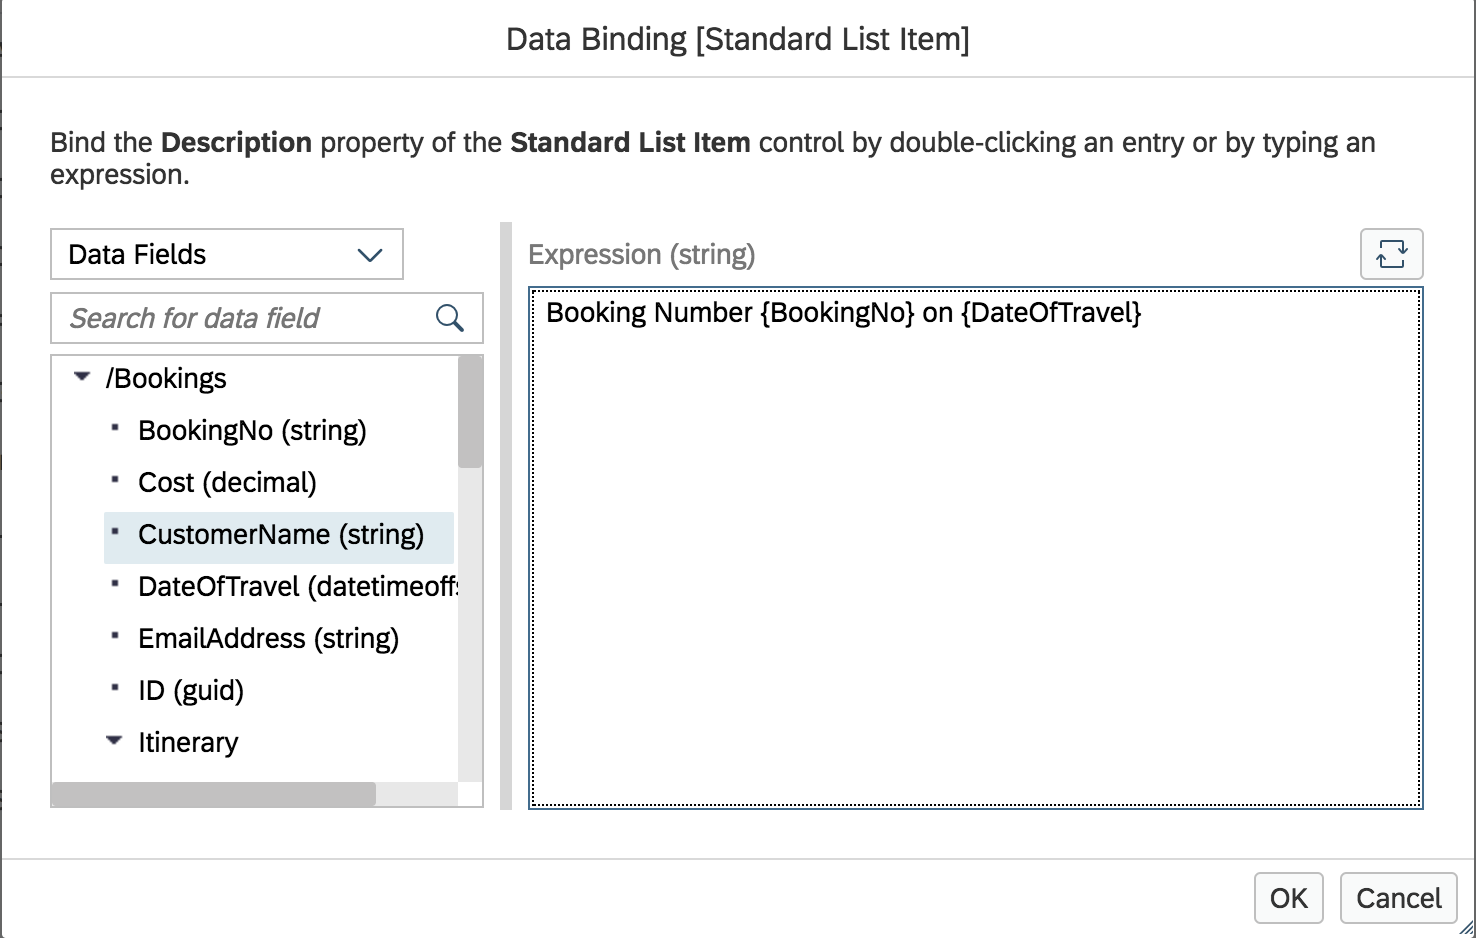 Data Binding [Standard List Item]
Bind the Description property of the Standard List Item control by double-clicking an entry or by typing an
expression.
Data Fields
Search for data field
/Bookings
BookingNo (string)
Cost (decimal)
CustomerName (string)
DateOfTravel (datetimeoffs
EmailAddress (string)
ID (guid)
Itinerary
Expression (string)
Booking Number {BookingNo} on {DateOfTravel}
OK
Cancel